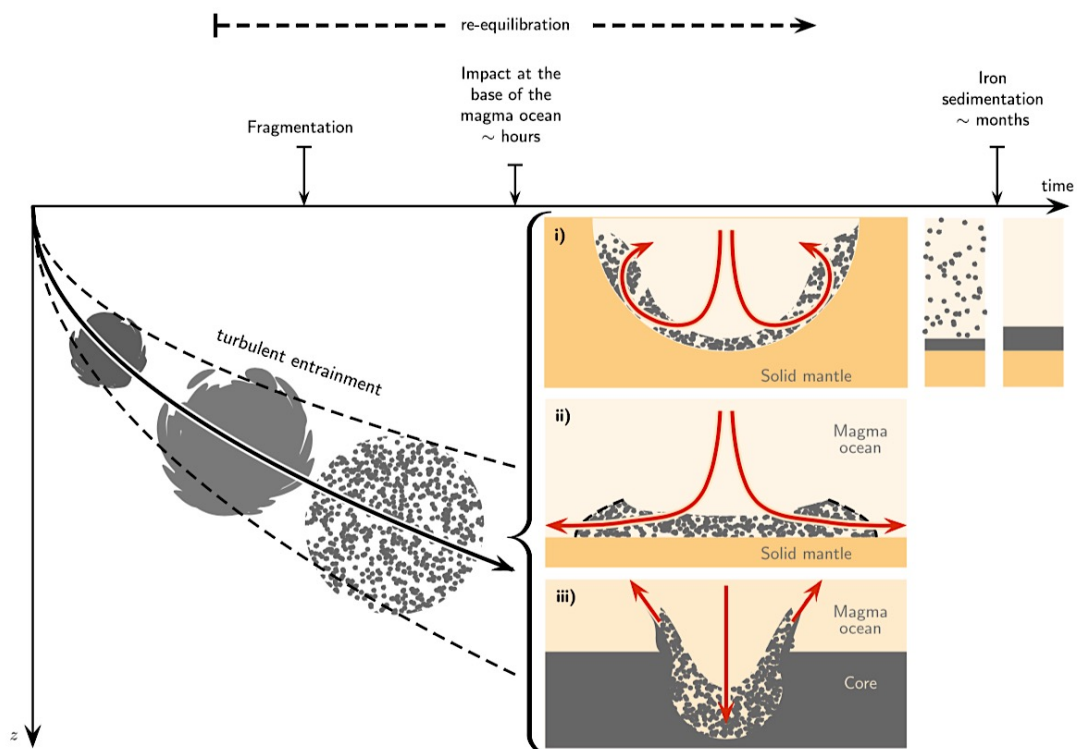 re-equilibration
Impact at the
base of the
magma ocean
∼ hours
Iron
sedimentation
∼ months
Fragmentation
time
i)
turbulent entrainment
Solid mantle
ii)
Magma
ocean
Solid mantle
iii)
Magma
ocean
Core
z